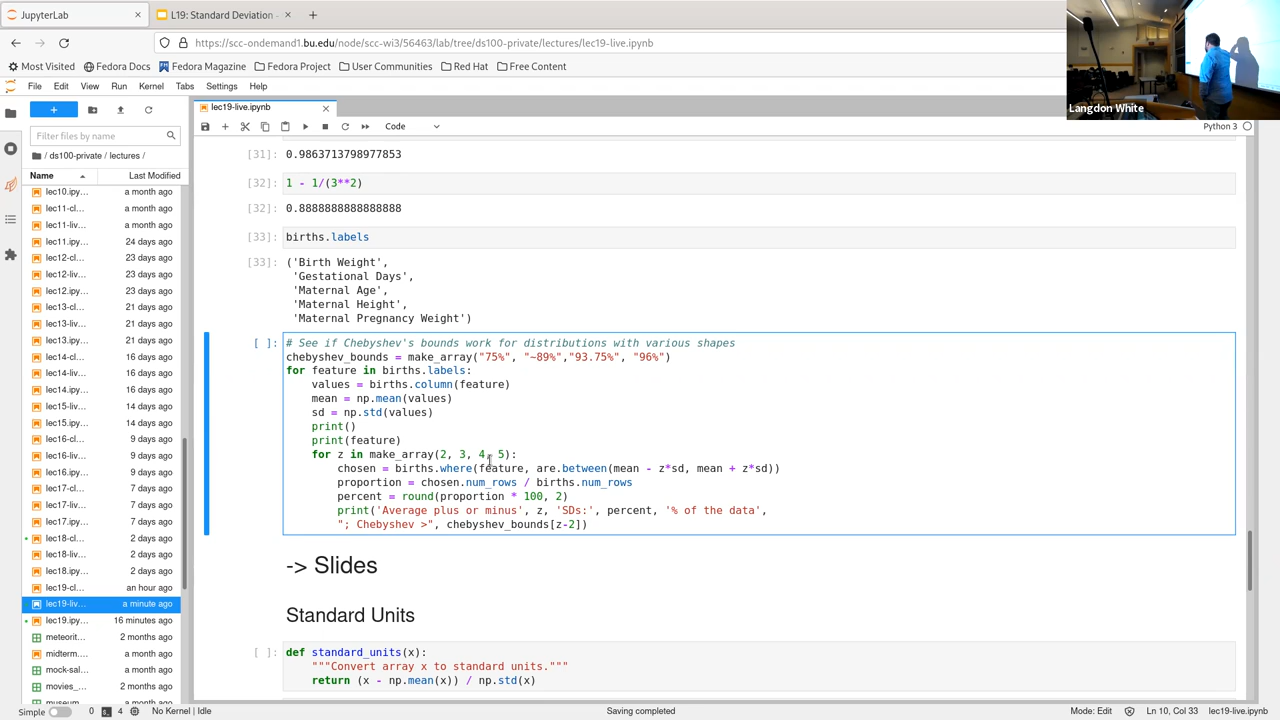 JupyterLab
L19: Standard Deviation -
https://scc-ondemand1.bu.edu/node/scc-wi3/56463/lab/tree/ds100-private/lectures/lec19-live.ipynb
Most Visited
Fedora Docs
Fedora Magazine
Fedora Project
User Communities
Red Hat
Free Content
Langdon White
File Edit View Run Kernel Tabs Settings Help
lec19-live.ipynb
Filter files by name
Code
Python 3
/ ds100-private / lectures /
Name Last Modified
lec10.ipy... a month ago
lec11-cl... a month ago
lec11-liv... a month ago
lec11.ipy... 24 days ago
lec12-cl... 23 days ago
lec12-liv... 23 days ago
lec12.ipy... 23 days ago
lec13-cl... 21 days ago
lec13-liv... 21 days ago
lec13.ipy... 21 days ago
lec14-cl... 16 days ago
lec14-liv... 16 days ago
lec14.ipy... 16 days ago
lec15-liv... 14 days ago
lec15.ipy... 14 days ago
lec16-cl... 9 days ago
lec16-liv... 9 days ago
lec16.ipy... 9 days ago
lec17-cl... 7 days ago
lec17-liv... 7 days ago
lec17.ipy... 7 days ago
lec18-cl... 2 days ago
lec18-liv... 2 days ago
lec18.ipy... 2 days ago
lec19-cl... an hour ago
lec19-liv... a minute ago
lec19.ipy... 16 minutes ago
meteorit... 2 months ago
midterm.... a month ago
mock-sal... a month ago
movies_... 2 months ago
museum... a month ago
[31]: 0.9863713798977853
[32]: 1 - 1/(3**2)
[32]: 0.8888888888888888
[33]: births.labels
[33]: ('Birth Weight',
'Gestational Days',
'Maternal Age',
'Maternal Height',
'Maternal Pregnancy Weight')
[ ]: # See if Chebyshev's bounds work for distributions with various shapes
chebyshev_bounds = make_array("75%", "~89%","93.75%", "96%")
for feature in births.labels:
values = births.column(feature)
mean = np.mean(values)
sd = np.std(values)
print()
print(feature)
for z in make_array(2, 3, 4, 5):
chosen = births.where(feature, are.between(mean - z*sd, mean + z*sd))
proportion = chosen.num_rows / births.num_rows
percent = round(proportion * 100, 2)
print('Average plus or minus', z, 'SDs:', percent, '% of the data',
"; Chebyshev >", chebyshev_bounds[z-2])
-> Slides
Standard Units
[ ]: def standard_units(x):
"""Convert array x to standard units."""
return (x - np.mean(x)) / np.std(x)
Simple 0 4 No Kernel | Idle Saving completed Mode: Edit Ln 10, Col 33 lec19-live.ipynb